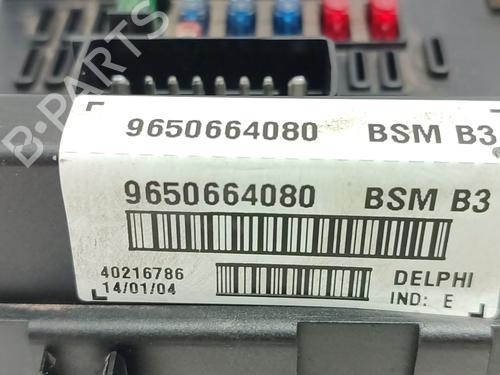 9650664080 BSM B3
9650664080 BSM B3
40216786 DELPHI
14/01/04 IND: E
B-PARTS